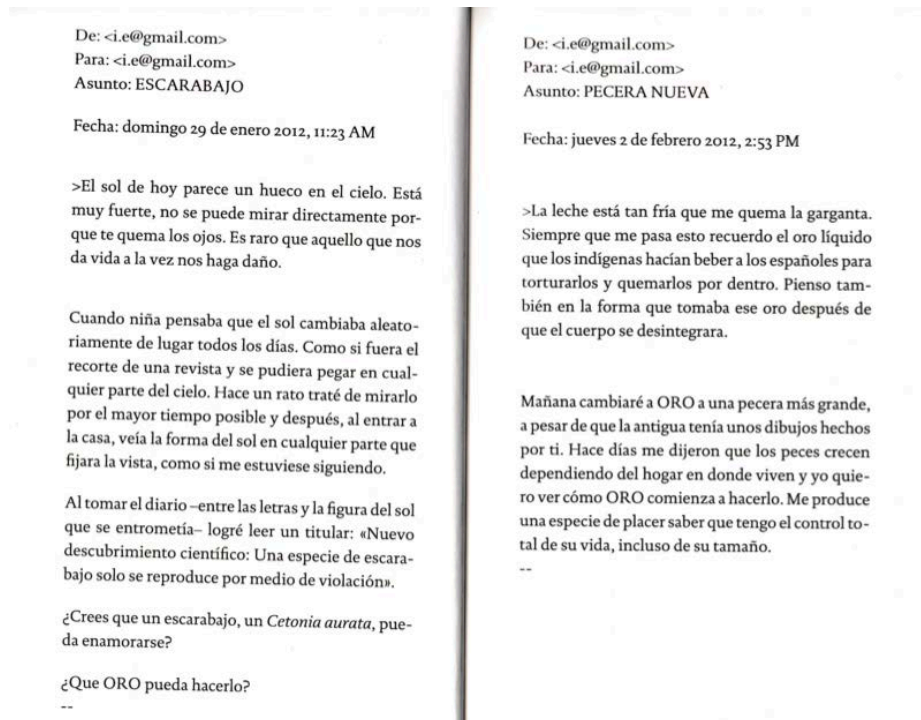 De: <i.e@gmail.com>
Para: <i.e@gmail.com>
Asunto: ESCARABAJO
Fecha: domingo 29 de enero 2012, 11:23 AM
>El sol de hoy parece un hueco en el cielo. Está
muy fuerte, no se puede mirar directamente por-
que te quema los ojos. Es raro que aquello que nos
da vida a la vez nos haga daño.
Cuando niña pensaba que el sol cambiaba aleato-
riamente de lugar todos los días. Como si fuera el
recorte de una revista y se pudiera pegar en cual-
quier parte del cielo. Hace un rato traté de mirarlo
por el mayor tiempo posible y después, al entrar a
la casa, veía la forma del sol en cualquier parte que
fijara la vista, como si me estuviese siguiendo.
Al tomar el diario –entre las letras y la figura del sol
que se entrometía– logré leer un titular: «Nuevo
descubrimiento científico: Una especie de escara-
bajo solo se reproduce por medio de violación».
¿Crees que un escarabajo, un Cetonia aurata, pue-
da enamorarse?
¿Que ORO pueda hacerlo?
--
De: <i.e@gmail.com>
Para: <i.e@gmail.com>
Asunto: PECERA NUEVA
Fecha: jueves 2 de febrero 2012, 2:53 PM
>La leche está tan fría que me quema la garganta.
Siempre que me pasa esto recuerdo el oro líquido
que los indígenas hacían beber a los españoles para
torturarlos y quemarlos por dentro. Pienso tam-
bién en la forma que tomaba ese oro después de
que el cuerpo se desintegrara.
Mañana cambiaré a ORO a una pecera más grande,
a pesar de que la antigua tenía unos dibujos hechos
por ti. Hace días me dijeron que los peces crecen
dependiendo del hogar en donde viven y yo quie-
ro ver cómo ORO comienza a hacerlo. Me produce
una especie de placer saber que tengo el control to-
tal de su vida, incluso de su tamaño.
--